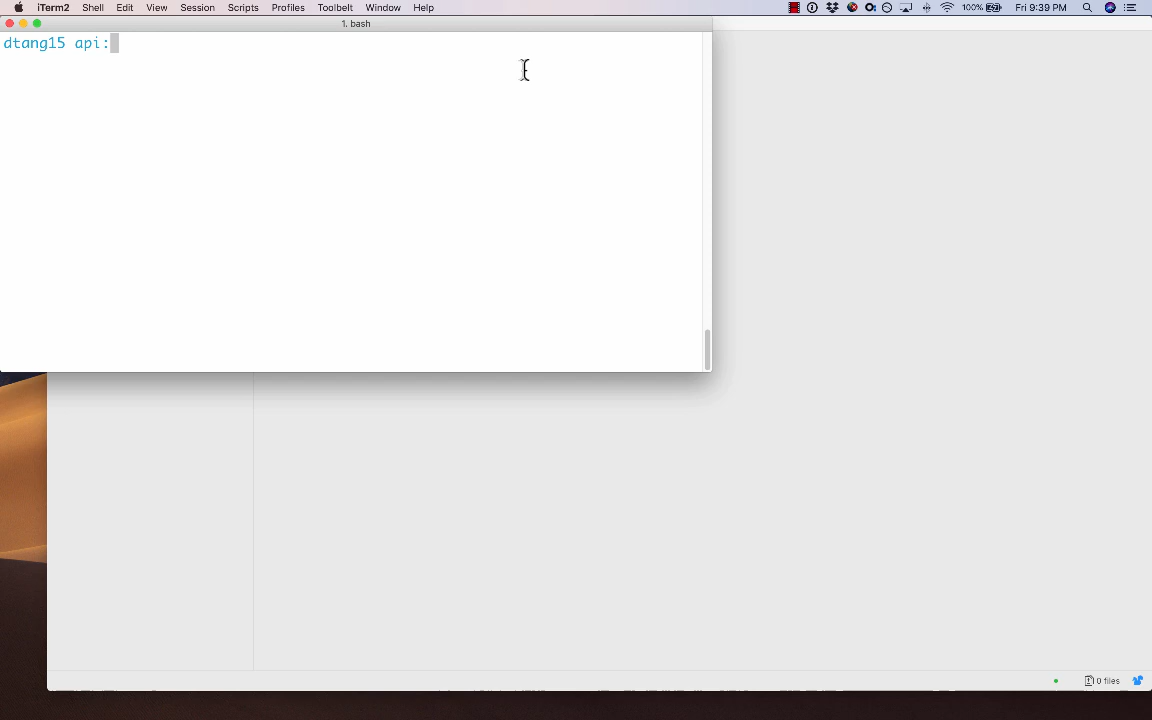 iTerm2 Shell Edit View Session Scripts Profiles Toolbelt Window Help 100% Fri 9:39 PM
1. bash
dtang15 api:
0 files